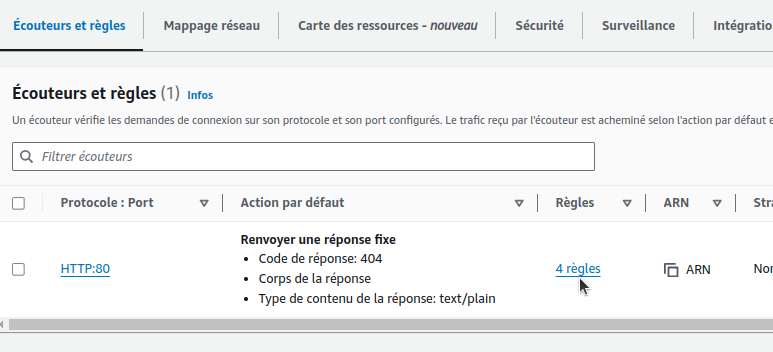 Écouteurs et règles
Mappage réseau
Carte des ressources - nouveau
Sécurité
Surveillance
Intégratio
Écouteurs et règles (1) Infos
Un écouteur vérifie les demandes de connexion sur son protocole et son port configurés. Le trafic reçu par l'écouteur est acheminé selon l'action par défaut e
Filtrer écouteurs
Protocole : Port
Action par défaut
Règles
ARN
Stra
HTTP:80
Renvoyer une réponse fixe
• Code de réponse: 404
• Corps de la réponse
• Type de contenu de la réponse: text/plain
4 règles
ARN
Non